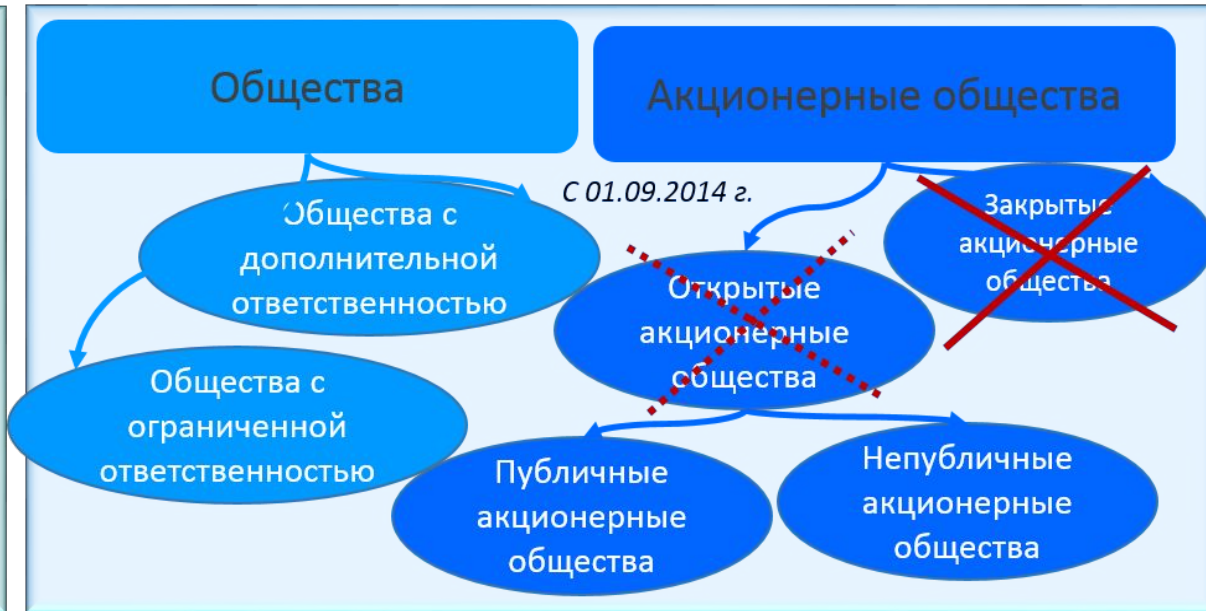 Общества
Акционерные общества
С 01.09.2014 г.
Общества с
дополнительной
ответственностью
Закрытые
акционерные
общества
Открытые
акционерные
общества
Общества с
ограниченной
ответственностью
Публичные
акционерные
общества
Непубличные
акционерные
общества